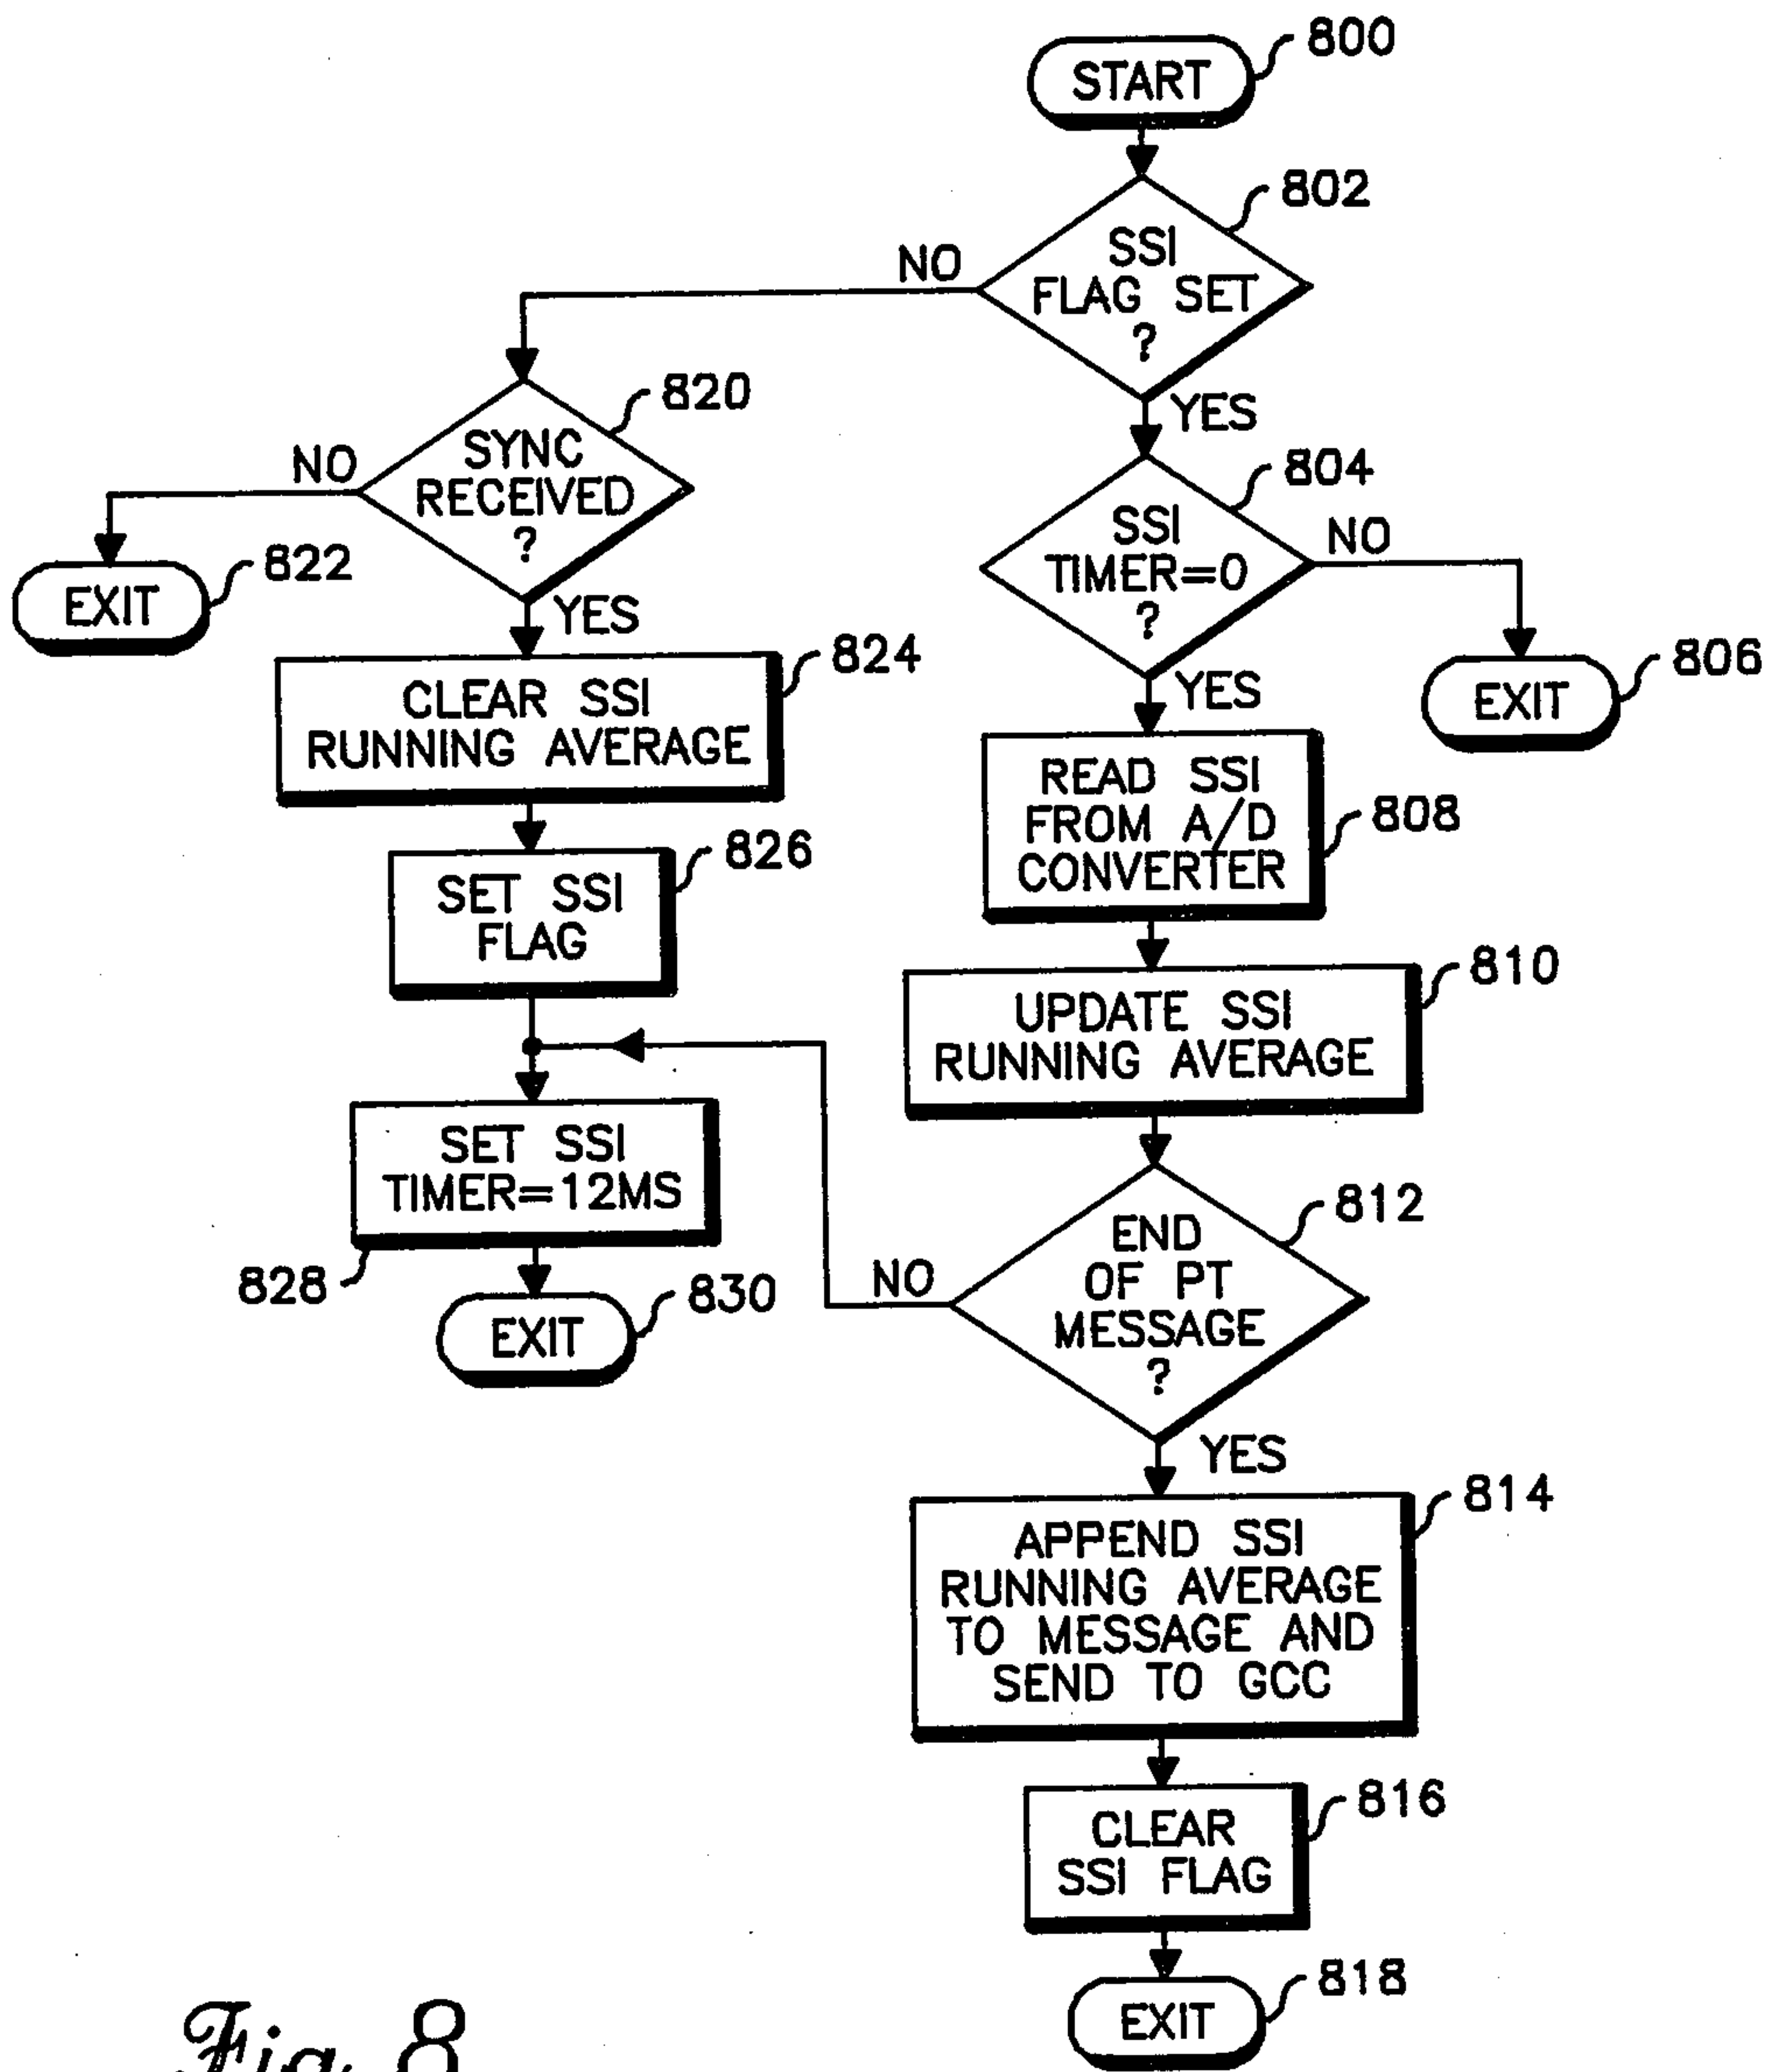 START
800
SSI
FLAG SET
?
802
NO
YES
SYNC
RECEIVED
?
820
NO
YES
EXIT
822
SSI
TIMER=0
?
804
NO
YES
EXIT
806
CLEAR SSI
RUNNING AVERAGE
824
READ SSI
FROM A/D
CONVERTER
808
SET SSI
FLAG
826
UPDATE SSI
RUNNING AVERAGE
810
SET SSI
TIMER=12MS
828
EXIT
830
END
OF PT
MESSAGE
?
812
NO
YES
APPEND SSI
RUNNING AVERAGE
TO MESSAGE AND
SEND TO GCC
814
CLEAR
SSI FLAG
816
EXIT
818
Fig. 8